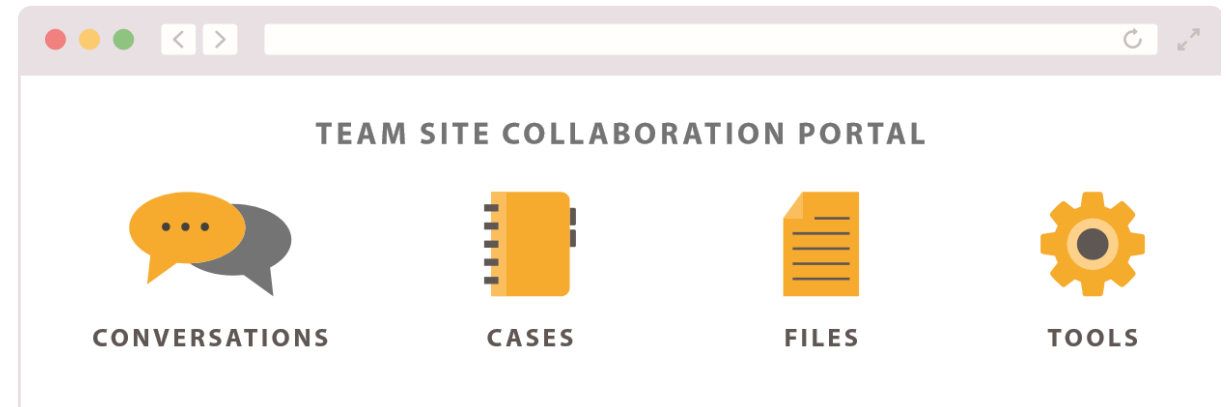 TEAM SITE COLLABORATION PORTAL
CONVERSATIONS
CASES
FILES
TOOLS